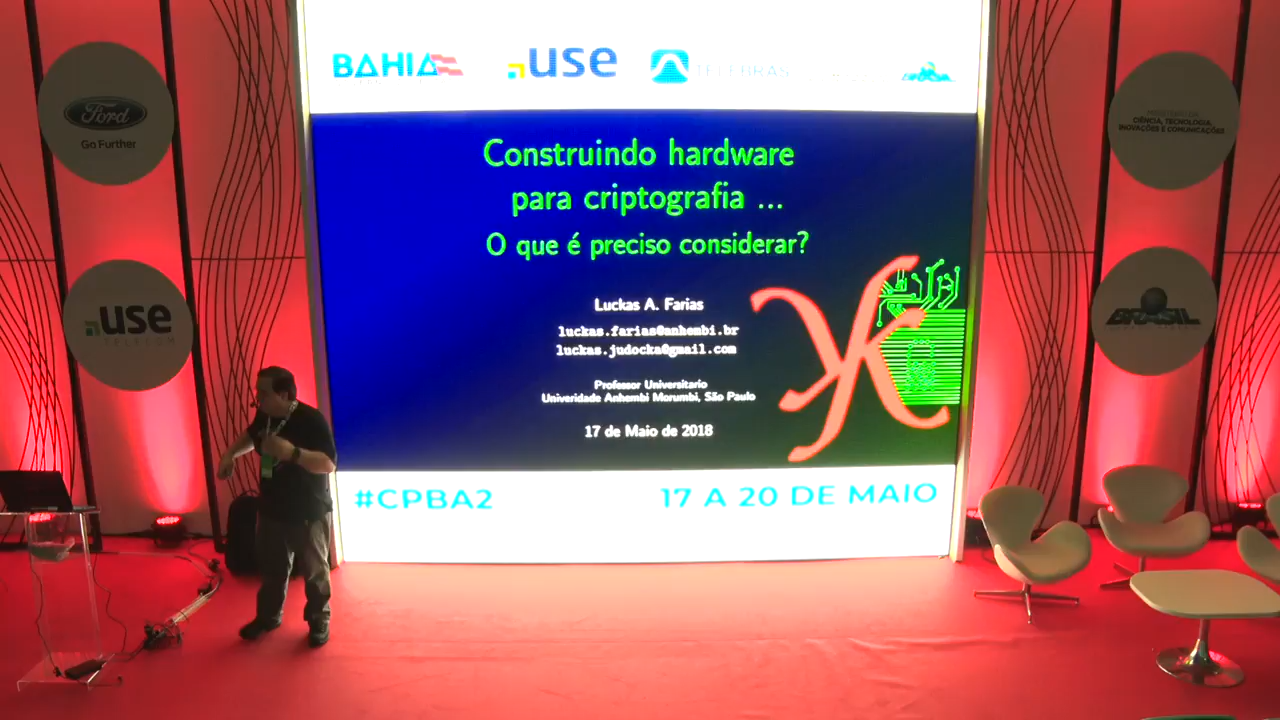 BAHIA
use
TELEBRAS
Ford
Go Further
CIÊNCIA, TECNOLOGIA,
INOVAÇÕES E COMUNICAÇÕES
Construindo hardware
para criptografia ...
O que é preciso considerar?
Luckas A. Farias
luckas.farias@anhembi.br
luckas.judocka@gmail.com
Professor Universitario
Univeridade Anhembi Morumbi, São Paulo
17 de Maio de 2018
use
TELECOM
BRASIL
#CPBA2
17 A 20 DE MAIO